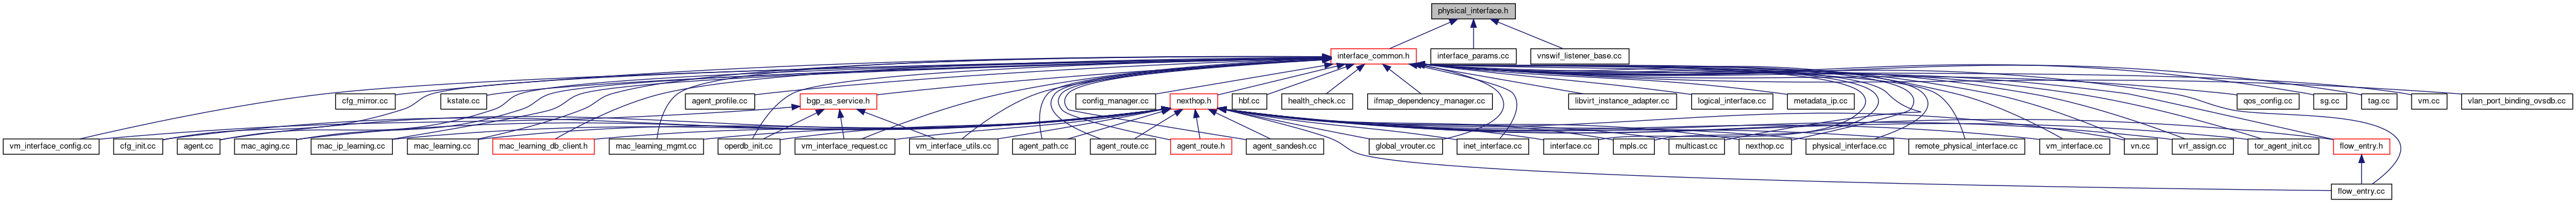 physical_interface.h
interface_common.h
interface_params.cc
vnswif_listener_base.cc
cfg_mirror.cc
kstate.cc
agent_profile.cc
bgp_as_service.h
config_manager.cc
nexthop.h
hbf.cc
health_check.cc
ifmap_dependency_manager.cc
libvirt_instance_adapter.cc
logical_interface.cc
metadata_ip.cc
qos_config.cc
sg.cc
tag.cc
vm.cc
vlan_port_binding_ovsdb.cc
vm_interface_config.cc
cfg_init.cc
agent.cc
mac_aging.cc
mac_ip_learning.cc
mac_learning.cc
mac_learning_db_client.h
mac_learning_mgmt.cc
operdb_init.cc
vm_interface_request.cc
vm_interface_utils.cc
agent_path.cc
agent_route.cc
agent_route.h
agent_sandesh.cc
global_vrouter.cc
inet_interface.cc
interface.cc
mpls.cc
multicast.cc
nexthop.cc
physical_interface.cc
remote_physical_interface.cc
vm_interface.cc
vn.cc
vrf_assign.cc
tor_agent_init.cc
flow_entry.h
flow_entry.cc